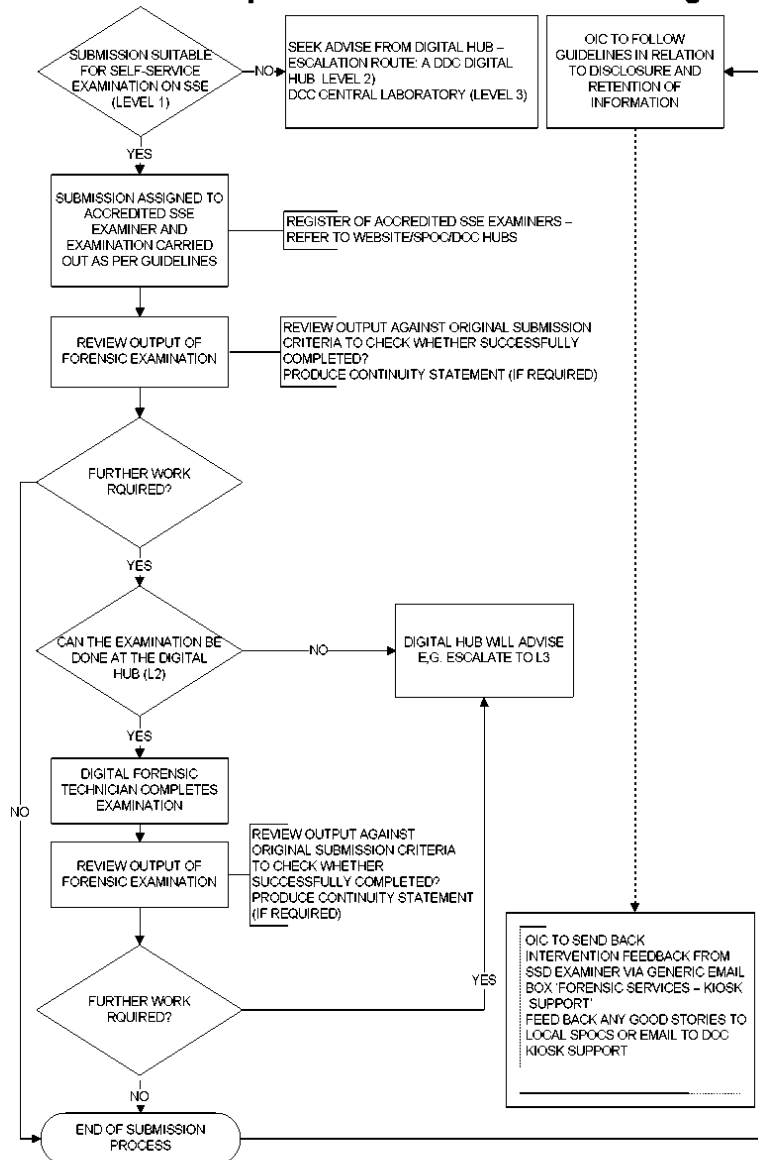 SUBMISSION SUITABLE
FOR SELF-SERVICE
EXAMINATION ON SSE
(LEVEL 1)
NO
SEEK ADVISE FROM DIGITAL HUB –
ESCALATION ROUTE: A DDC DIGITAL
HUB LEVEL 2)
DCC CENTRAL LABORATORY (LEVEL 3)
OIC TO FOLLOW
GUIDELINES IN RELATION
TO DISCLOSURE AND
RETENTION OF
INFORMATION
YES
SUBMISSION ASSIGNED TO
ACCREDITED SSE
EXAMINER AND
EXAMINATION CARRIED
OUT AS PER GUIDELINES
REGISTER OF ACCREDITED SSE EXAMINERS –
REFER TO WEBSITE/SPOC/DCC HUBS
REVIEW OUTPUT OF
FORENSIC EXAMINATION
REVIEW OUTPUT AGAINST ORIGINAL SUBMISSION
CRITERIA TO CHECK WHETHER SUCCESSFULLY
COMPLETED?
PRODUCE CONTINUITY STATEMENT (IF REQUIRED)
FURTHER WORK
RQUIRED?
YES
CAN THE EXAMINATION BE
DONE AT THE DIGITAL
HUB (L2)
NO
DIGITAL HUB WILL ADVISE
E,G. ESCALATE TO L3
YES
DIGITAL FORENSIC
TECHNICIAN COMPLETES
EXAMINATION
NO
REVIEW OUTPUT OF
FORENSIC EXAMINATION
REVIEW OUTPUT AGAINST
ORIGINAL SUBMISSION CRITERIA
TO CHECK WHETHER
SUCCESSFULLY COMPLETED?
PRODUCE CONTINUITY STATEMENT
(IF REQUIRED)
FURTHER WORK
RQUIRED?
YES
OIC TO SEND BACK
INTERVENTION FEEDBACK FROM
SSD EXAMINER VIA GENERIC EMAIL
BOX 'FORENSIC SERVICES – KIOSK
SUPPORT'
FEED BACK ANY GOOD STORIES TO
LOCAL SPOCS OR EMAIL TO DCC
KIOSK SUPPORT
NO
END OF SUBMISSION
PROCESS